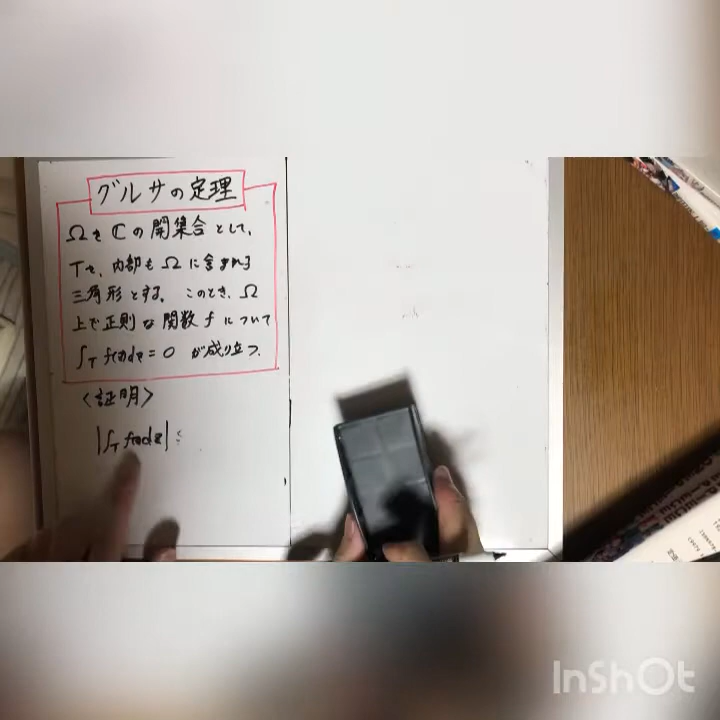 グルサの定理
Ωを ℂ の開集合として、
Tを、内部も Ω に含まれる
三角形とする。このとき、Ω
上で正則な関数 f について
∫_T f(z)dz = 0 が成り立つ。
<証明>
|∫_T f(z)dz|
InShOt